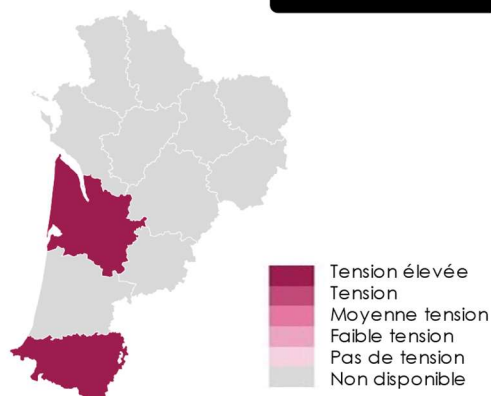 Tension élevée
Tension
Moyenne tension
Faible tension
Pas de tension
Non disponible